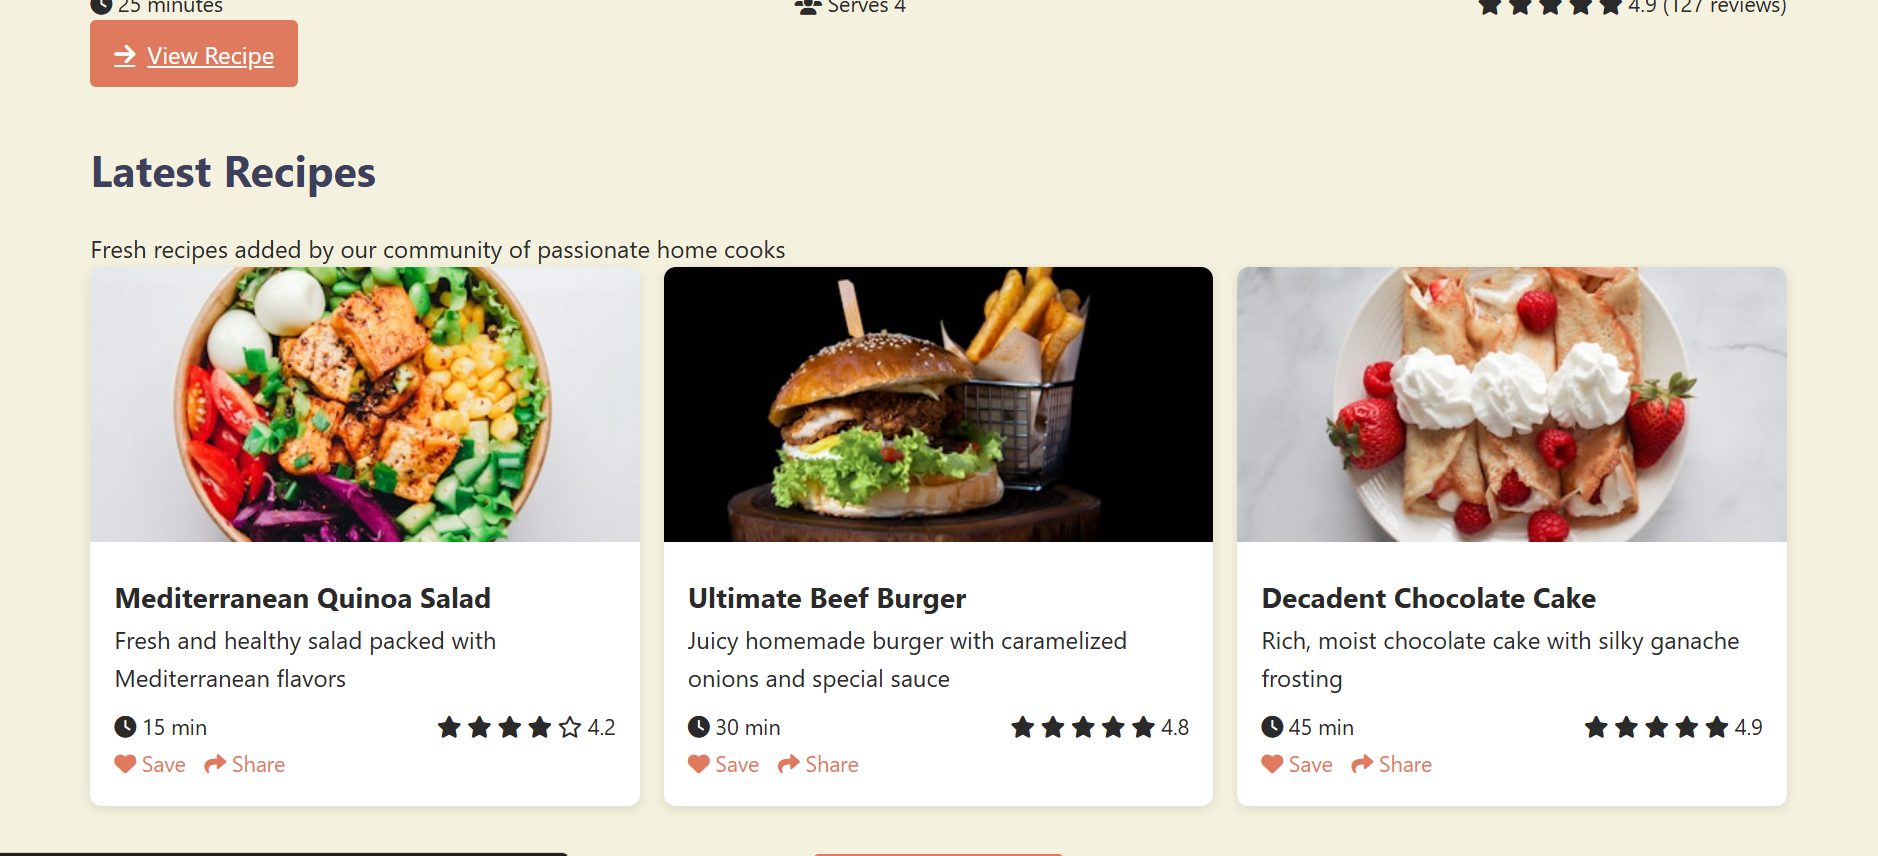 25 minutes
Serves 4
4.9 (127 reviews)
View Recipe
Latest Recipes
Fresh recipes added by our community of passionate home cooks
Mediterranean Quinoa Salad
Fresh and healthy salad packed with
Mediterranean flavors
15 min
4.2
Save
Share
Ultimate Beef Burger
Juicy homemade burger with caramelized
onions and special sauce
30 min
4.8
Save
Share
Decadent Chocolate Cake
Rich, moist chocolate cake with silky ganache
frosting
45 min
4.9
Save
Share